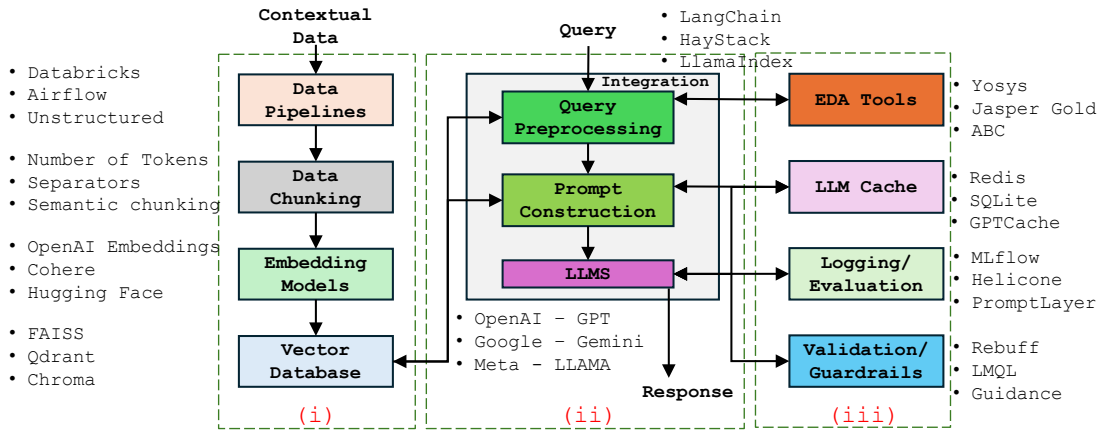 Contextual
Data
• Databricks
• Airflow
• Unstructured
Data
Pipelines
• Number of Tokens
• Separators
• Semantic chunking
Data
Chunking
• OpenAI Embeddings
• Cohere
• Hugging Face
Embedding
Models
• FAISS
• Qdrant
• Chroma
Vector
Database
(i)
Query
• LangChain
• HayStack
• LlamaIndex
Integration
Query
Preprocessing
Prompt
Construction
LLMS
• OpenAI – GPT
• Google – Gemini
• Meta - LLAMA
Response
(ii)
EDA Tools
• Yosys
• Jasper Gold
• ABC
LLM Cache
• Redis
• SQLite
• GPTCache
Logging/
Evaluation
• MLflow
• Helicone
• PromptLayer
Validation/
Guardrails
• Rebuff
• LMQL
• Guidance
(iii)